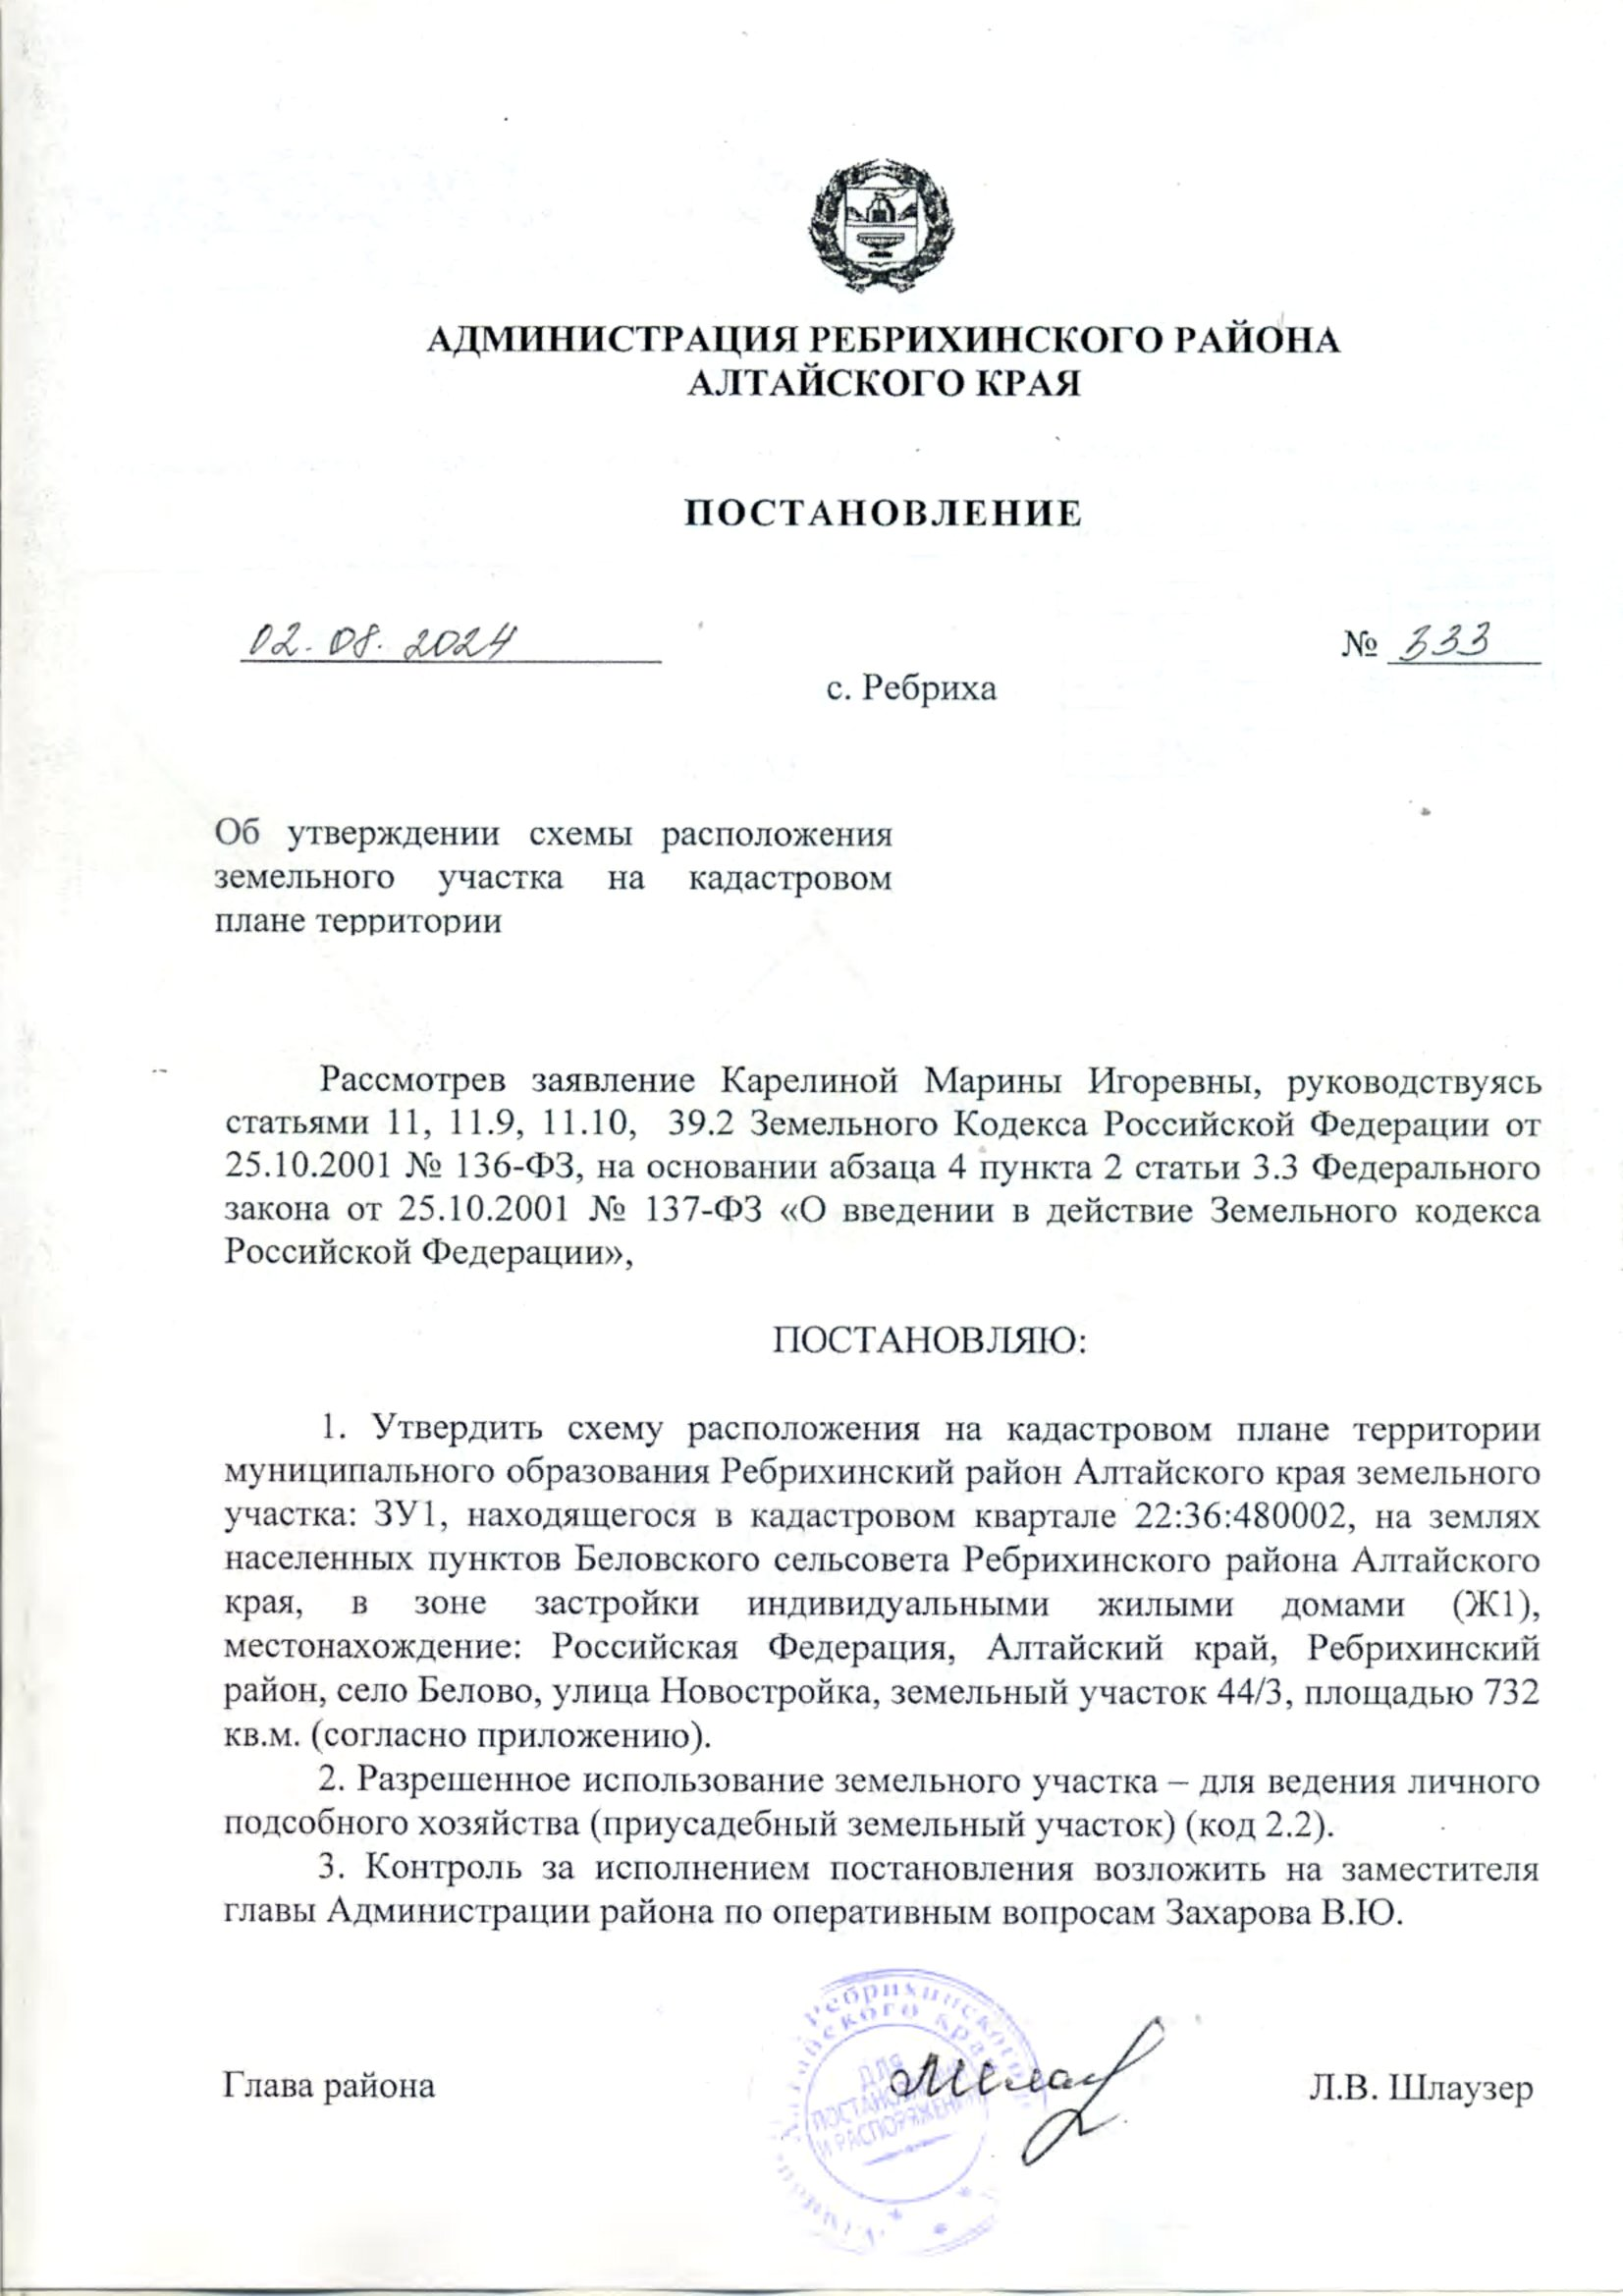 АДМИНИСТРАЦИЯ РЕБРИХИНСКОГО РАЙОНА
АЛТАЙСКОГО КРАЯ
ПОСТАНОВЛЕНИЕ
02.08.2024 № 333
с. Ребриха
Об утверждении схемы расположения
земельного участка на кадастровом
плане территории
Рассмотрев заявление Карелиной Марины Игоревны, руководствуясь
статьями 11, 11.9, 11.10, 39.2 Земельного Кодекса Российской Федерации от
25.10.2001 № 136-ФЗ, на основании абзаца 4 пункта 2 статьи 3.3 Федерального
закона от 25.10.2001 № 137-ФЗ «О введении в действие Земельного кодекса
Российской Федерации»,
ПОСТАНОВЛЯЮ:
1. Утвердить схему расположения на кадастровом плане территории
муниципального образования Ребрихинский район Алтайского края земельного
участка: ЗУ1, находящегося в кадастровом квартале 22:36:480002, на землях
населенных пунктов Беловского сельсовета Ребрихинского района Алтайского
края, в зоне застройки индивидуальными жилыми домами (Ж1),
местонахождение: Российская Федерация, Алтайский край, Ребрихинский
район, село Белово, улица Новостройка, земельный участок 44/3, площадью 732
кв.м. (согласно приложению).
2. Разрешенное использование земельного участка – для ведения личного
подсобного хозяйства (приусадебный земельный участок) (код 2.2).
3. Контроль за исполнением постановления возложить на заместителя
главы Администрации района по оперативным вопросам Захарова В.Ю.
Ребрихинского
края
ДЛЯ
И РАСПОРЯЖЕНИЙ
Глава района Л.В. Шлаузер